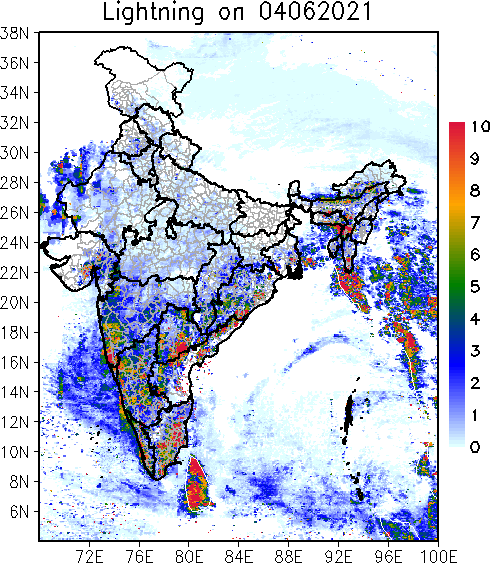 Lightning on 04062021
38N
36N
34N
32N
30N
28N
26N
24N
22N
20N
18N
16N
14N
12N
10N
8N
6N
72E 76E 80E 84E 88E 92E 96E 100E
10
9
8
7
6
5
4
3
2
1
0